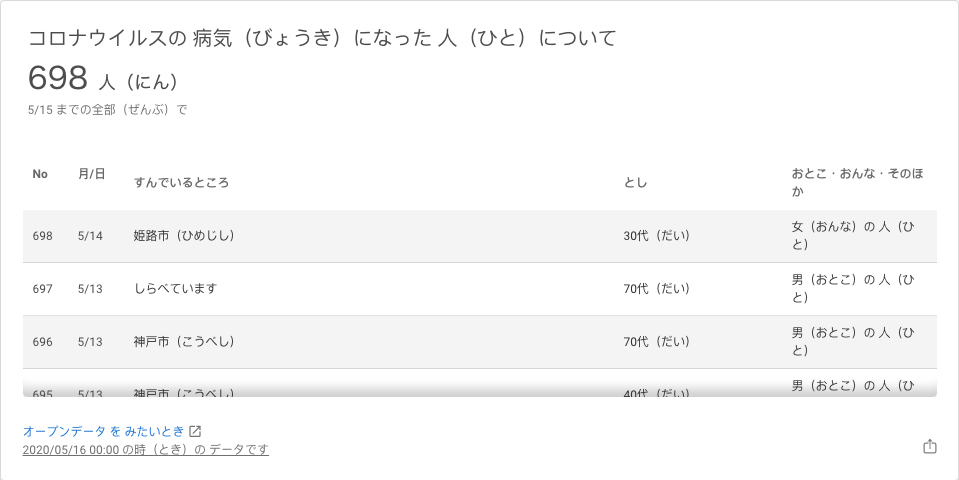 コロナウイルスの 病気（びょうき）になった 人（ひと）について
698 人（にん）
5/15 までの全部（ぜんぶ）で
No 月/日 すんでいるところ とし おとこ・おんな・そのほ
か
698 5/14 姫路市（ひめじし） 30代（だい） 女（おんな）の 人（ひ
と）
697 5/13 しらべています 70代（だい） 男（おとこ）の 人（ひ
と）
696 5/13 神戸市（こうべし） 70代（だい） 男（おとこ）の 人（ひ
と）
695 5/13 神戸市（こうべし） 40代（だい） 男（おとこ）の 人（ひ
オープンデータ を みたいとき
2020/05/16 00:00 の時（とき）の データです